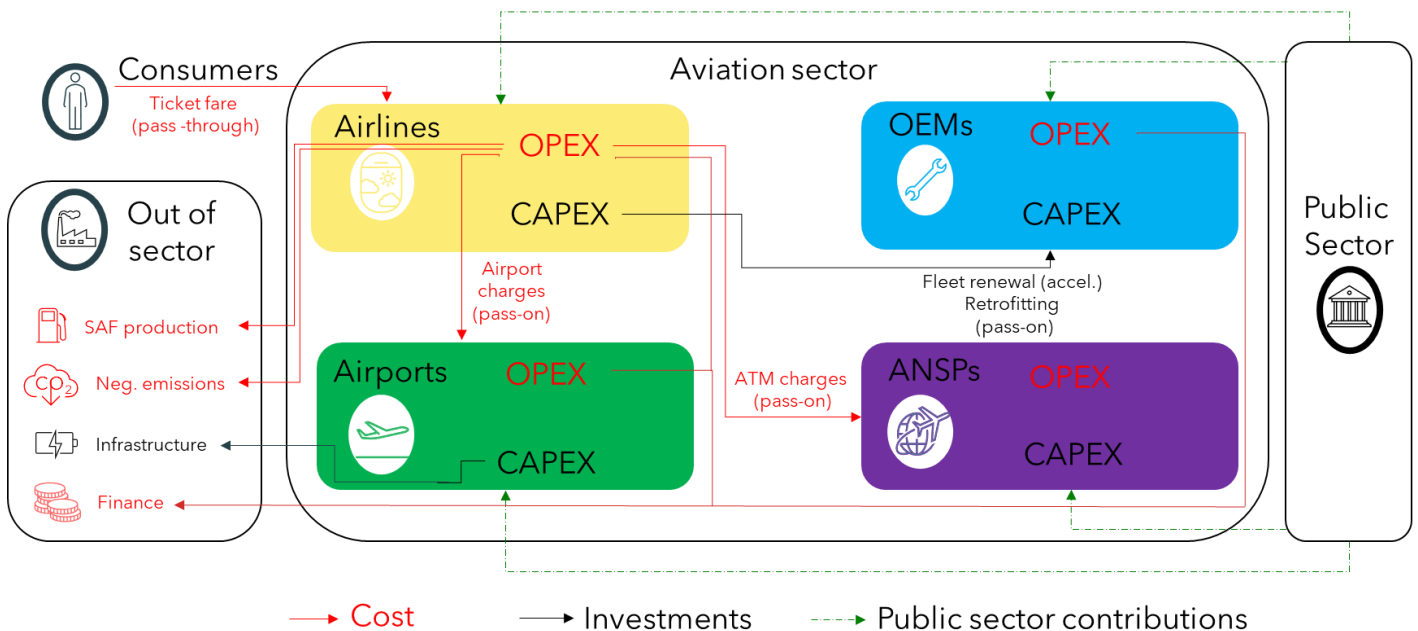 Consumers
Ticket fare
(pass -through)
Aviation sector
Airlines
OPEX
CAPEX
OEMs
OPEX
CAPEX
Public
Sector
Out of
sector
SAF production
Neg. emissions
Infrastructure
Finance
Airport
charges
(pass-on)
Fleet renewal (accel.)
Retrofitting
(pass-on)
Airports
OPEX
CAPEX
ATM charges
(pass-on)
ANSPs
OPEX
CAPEX
Cost
Investments
Public sector contributions